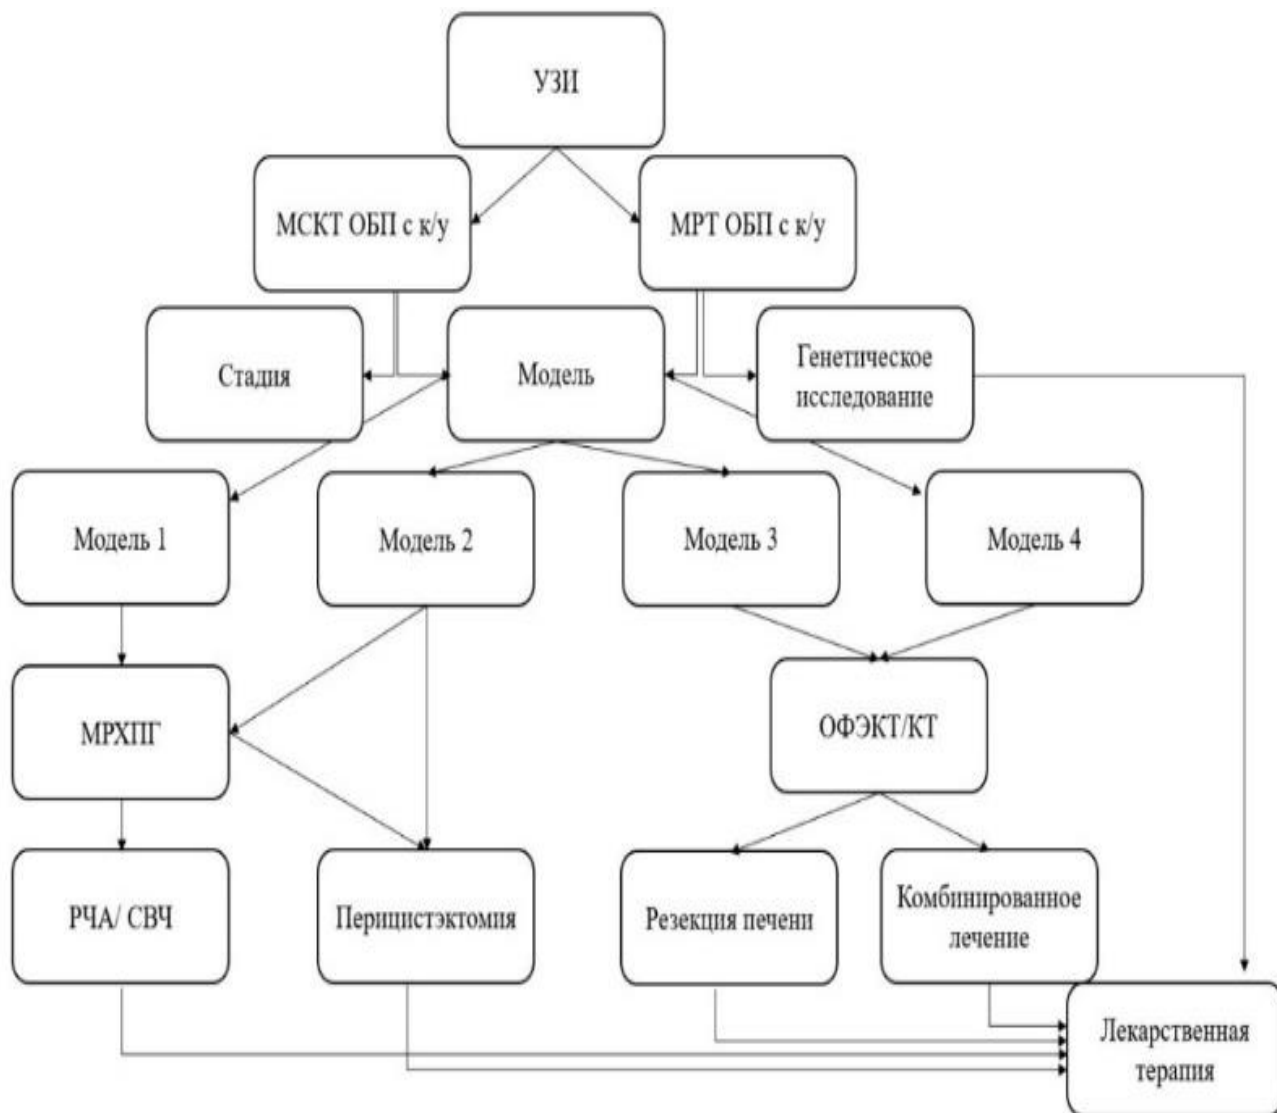 УЗИ
МСКТ ОБП с к/у
МРТ ОБП с к/у
Стадия
Модель
Генетическое
исследование
Модель 1
Модель 2
Модель 3
Модель 4
МРХПГ
ОФЭКТ/КТ
РЧА/ СВЧ
Перицистэктомия
Резекция печени
Комбинированное
лечение
Лекарственная
терапия